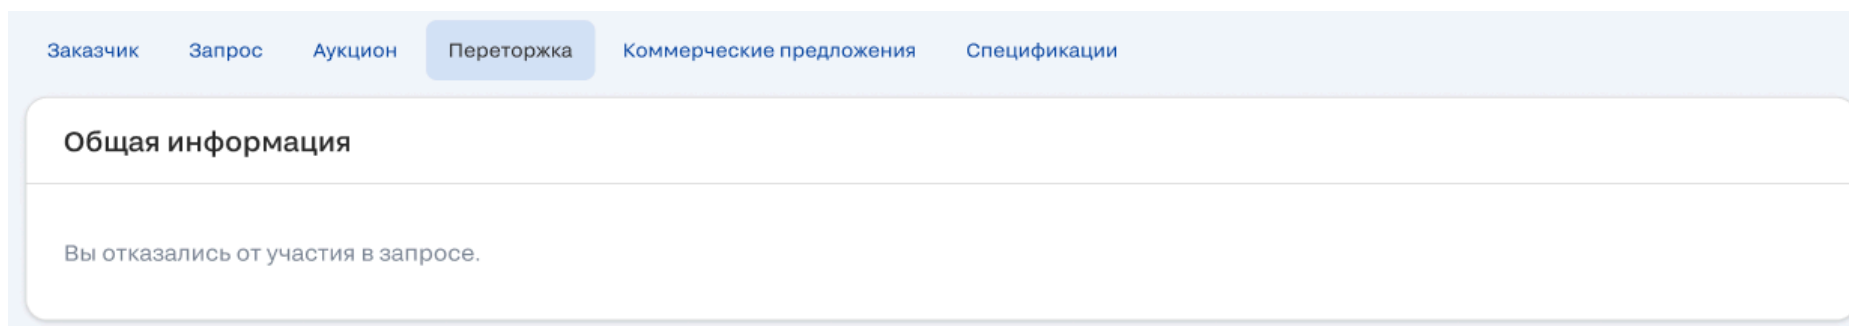 Заказчик Запрос Аукцион Переторжка Коммерческие предложения Спецификации
Общая информация
Вы отказались от участия в запросе.